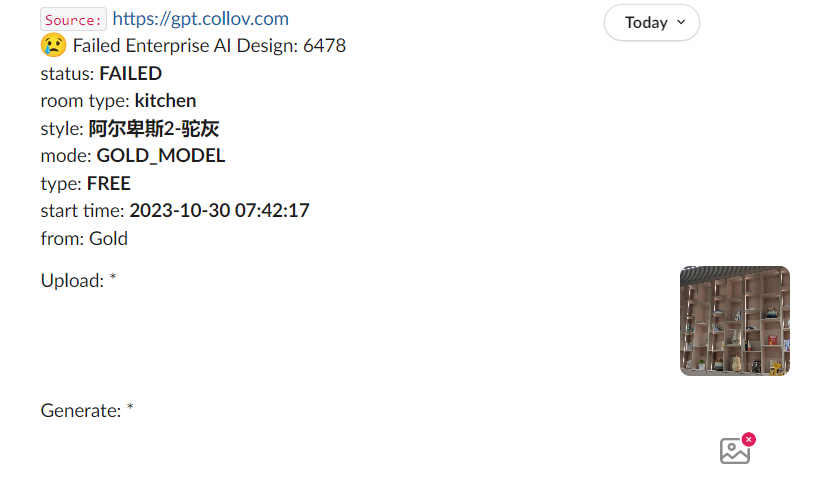 Source: https://gpt.collov.com
Today
😢 Failed Enterprise AI Design: 6478
status: FAILED
room type: kitchen
style: 阿尔卑斯2-驼灰
mode: GOLD_MODEL
type: FREE
start time: 2023-10-30 07:42:17
from: Gold
Upload: *
Generate: *